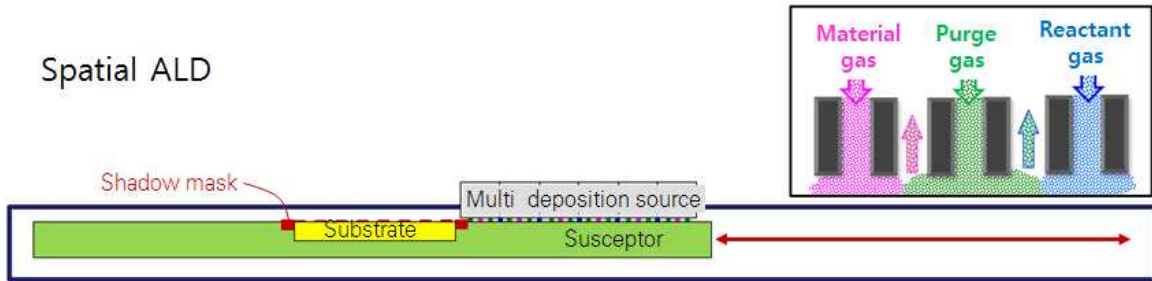 Spatial ALD
Material
gas
Purge
gas
Reactant
gas
Shadow mask
Multi deposition source
Substrate
Susceptor